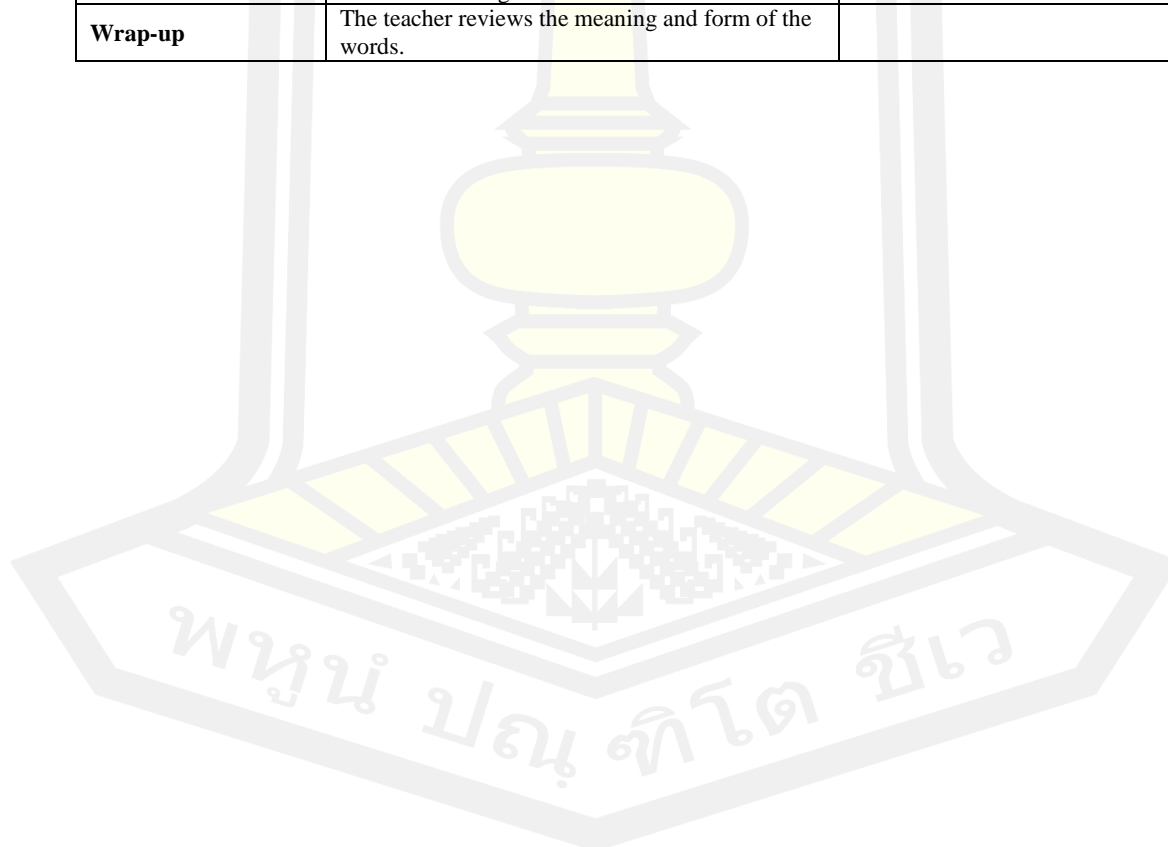 Wrap-up
The teacher reviews the meaning and form of the
words.
พหูนํ ปณฺฑิโต ชีเว